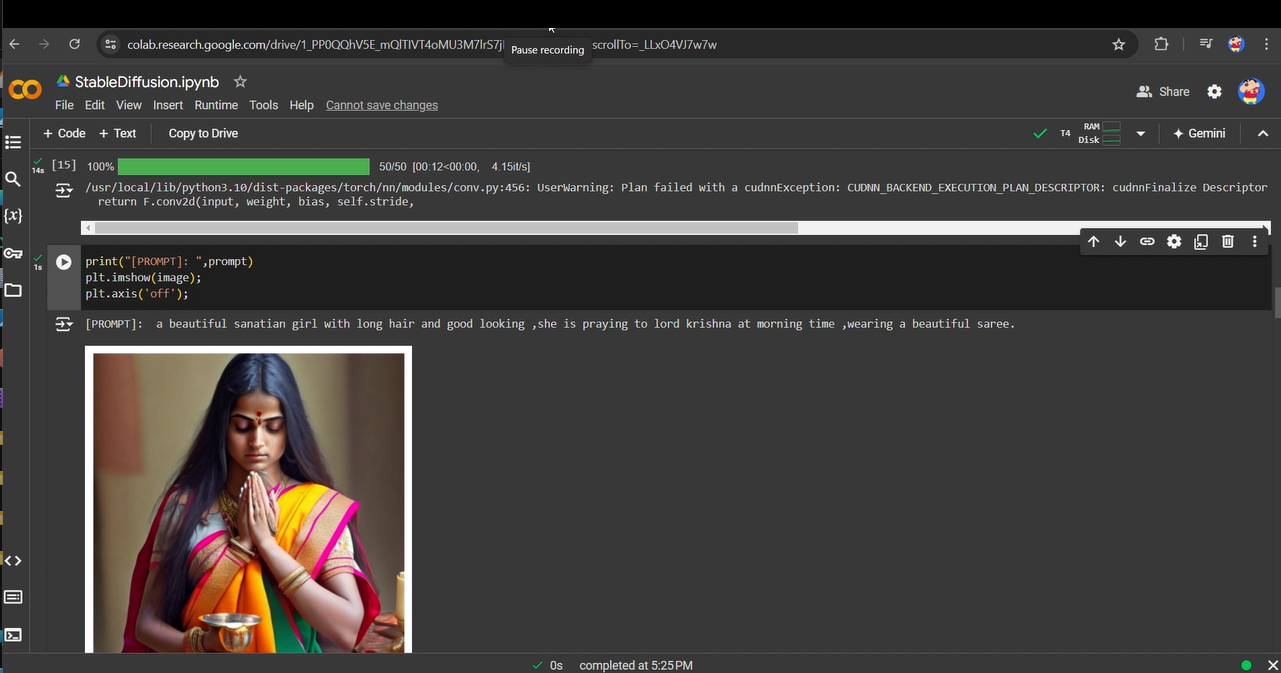 colab.research.google.com/drive/1_PP0QQhV5E_mQlTIVT4oMU3M7lrS7j
scrollTo=_LLxO4VJ7w7w
Pause recording
StableDiffusion.ipynb
File Edit View Insert Runtime Tools Help Cannot save changes
Share
+ Code + Text Copy to Drive
T4 RAM
Disk
Gemini
14s [15] 100% 50/50 [00:12<00:00, 4.15it/s]
/usr/local/lib/python3.10/dist-packages/torch/nn/modules/conv.py:456: UserWarning: Plan failed with a cudnnException: CUDNN_BACKEND_EXECUTION_PLAN_DESCRIPTOR: cudnnFinalize Descriptor
return F.conv2d(input, weight, bias, self.stride,
1s
print("[PROMPT]: ",prompt)
plt.imshow(image);
plt.axis('off');
[PROMPT]: a beautiful sanatian girl with long hair and good looking ,she is praying to lord krishna at morning time ,wearing a beautiful saree.
0s completed at 5:25 PM